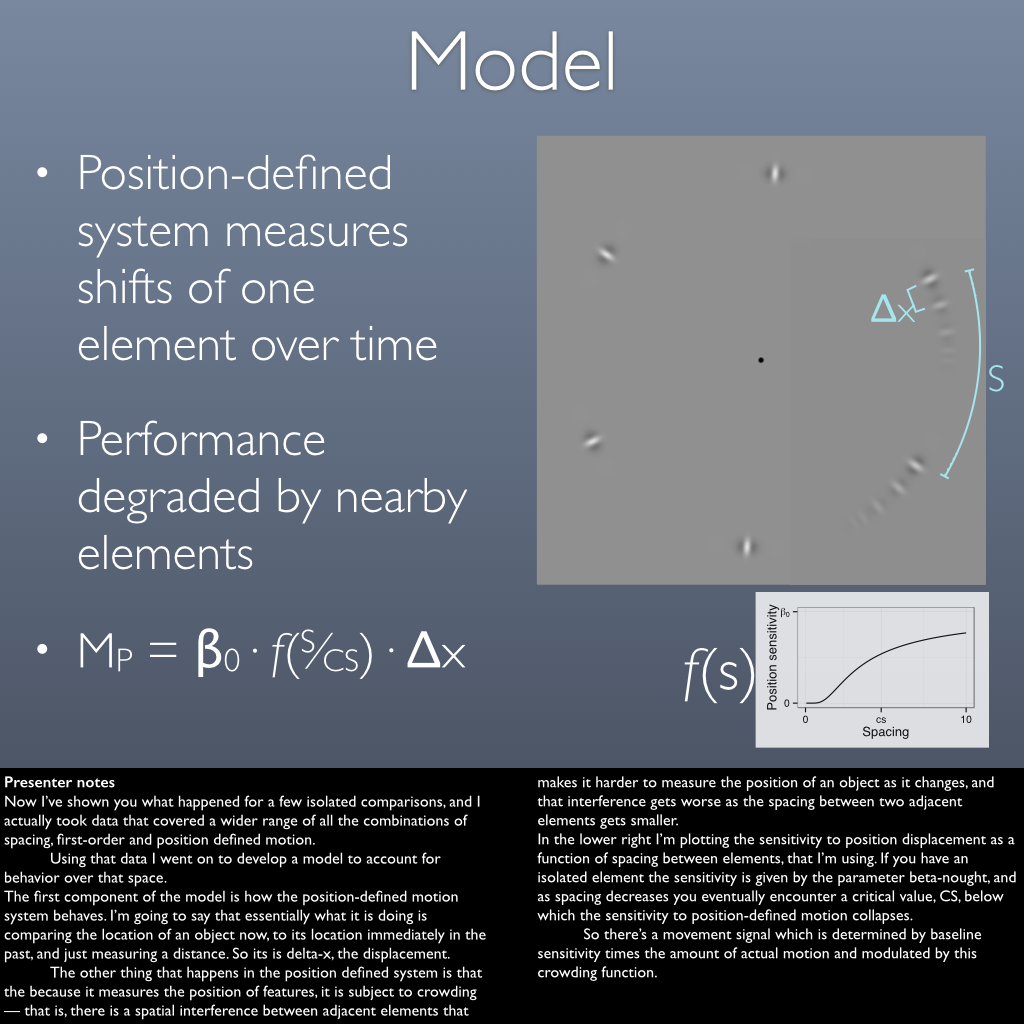 Model
• Position-defined
system measures
shifts of one
element over time
• Performance
degraded by nearby
elements
• MP = β0 · f(S⁄CS) · Δx
Δx
S
f(s)
Position sensitivity
β₀
0
0
cs
10
Spacing
Presenter notes
Now I’ve shown you what happened for a few isolated comparisons, and I
actually took data that covered a wider range of all the combinations of
spacing, first-order and position defined motion.
Using that data I went on to develop a model to account for
behavior over that space.
The first component of the model is how the position-defined motion
system behaves. I’m going to say that essentially what it is doing is
comparing the location of an object now, to its location immediately in the
past, and just measuring a distance. So its is delta-x, the displacement.
The other thing that happens in the position defined system is that
the because it measures the position of features, it is subject to crowding
— that is, there is a spatial interference between adjacent elements that
makes it harder to measure the position of an object as it changes, and
that interference gets worse as the spacing between two adjacent
elements gets smaller.
In the lower right I’m plotting the sensitivity to position displacement as a
function of spacing between elements, that I’m using. If you have an
isolated element the sensitivity is given by the parameter beta-nought, and
as spacing decreases you eventually encounter a critical value, CS, below
which the sensitivity to position-defined motion collapses.
So there’s a movement signal which is determined by baseline
sensitivity times the amount of actual motion and modulated by this
crowding function.